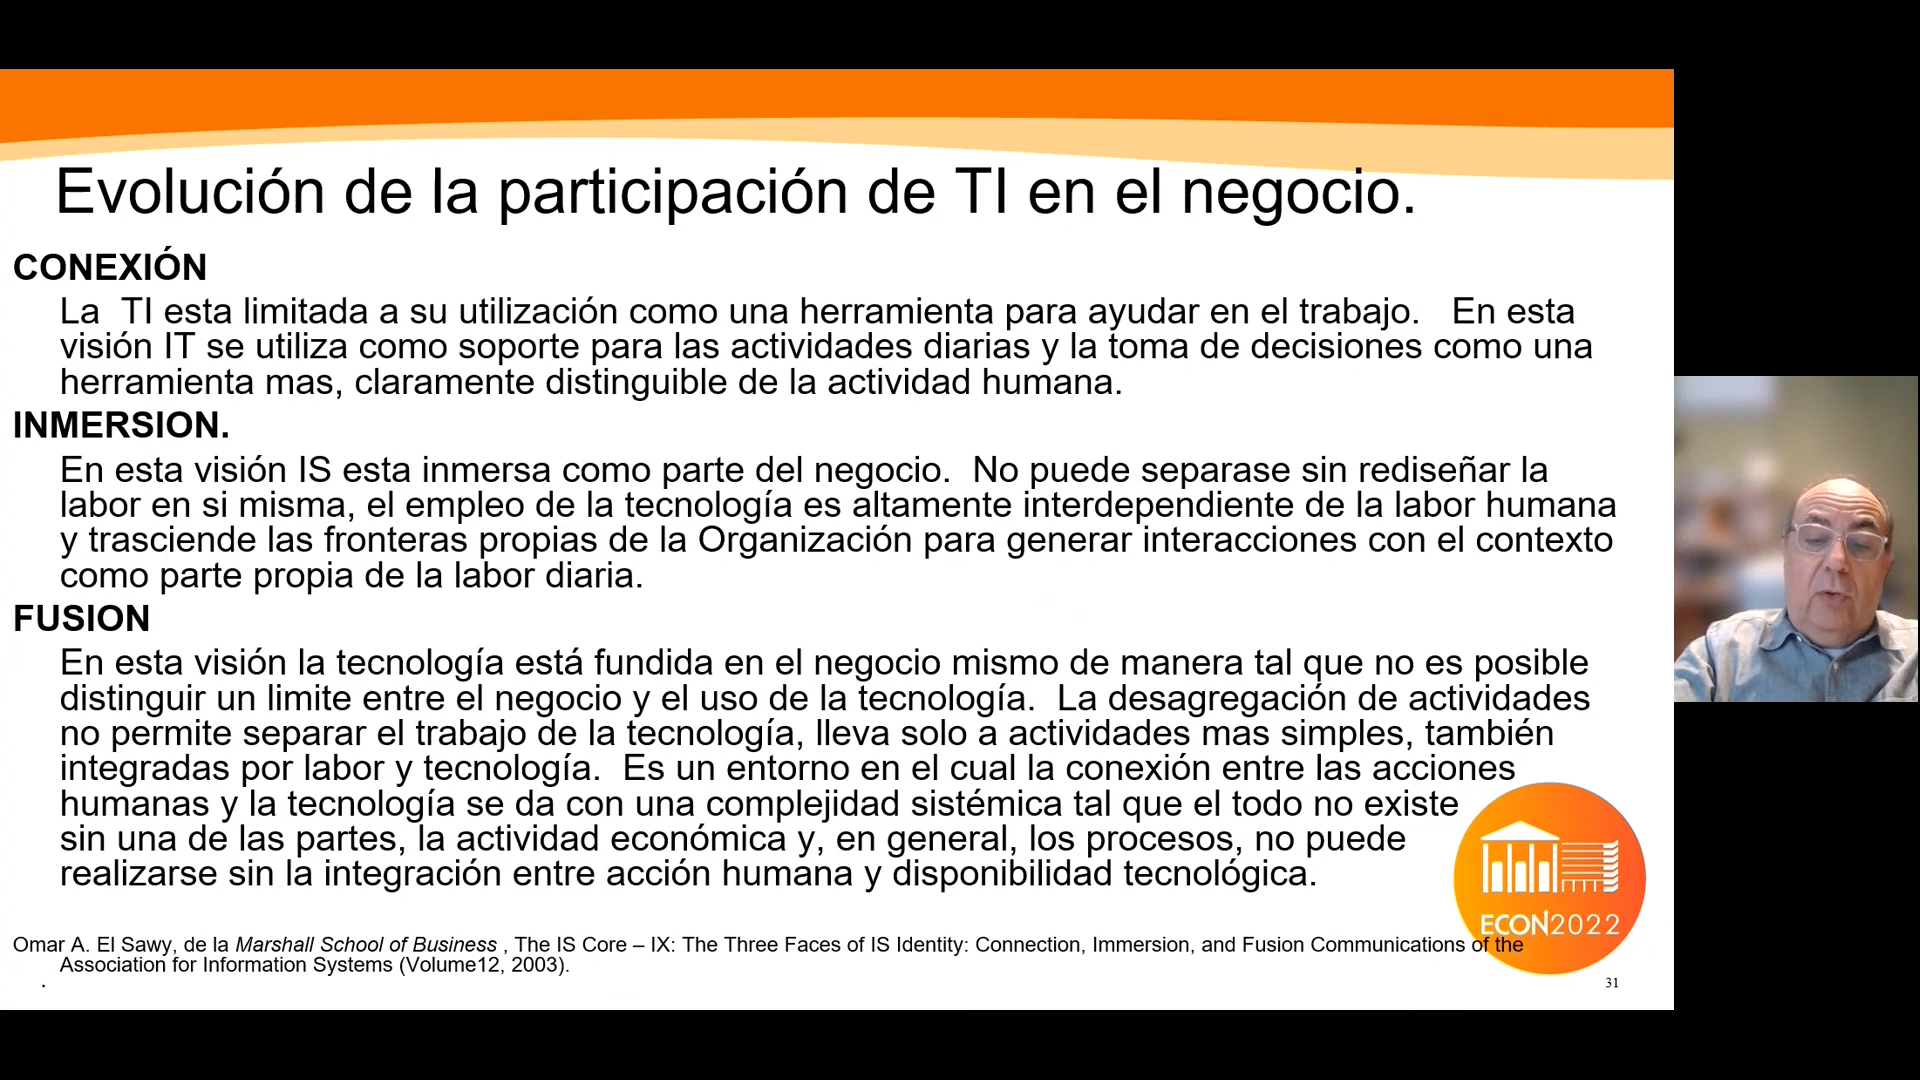 Evolución de la participación de TI en el negocio.
CONEXIÓN
La  TI esta limitada a su utilización como una herramienta para ayudar en el trabajo.   En esta
visión IT se utiliza como soporte para las actividades diarias y la toma de decisiones como una
herramienta mas, claramente distinguible de la actividad humana.
INMERSION.
En esta visión IS esta inmersa como parte del negocio.  No puede separase sin rediseñar la
labor en si misma, el empleo de la tecnología es altamente interdependiente de la labor humana
y trasciende las fronteras propias de la Organización para generar interacciones con el contexto
como parte propia de la labor diaria.
FUSION
En esta visión la tecnología está fundida en el negocio mismo de manera tal que no es posible
distinguir un limite entre el negocio y el uso de la tecnología.  La desagregación de actividades
no permite separar el trabajo de la tecnología, lleva solo a actividades mas simples, también
integradas por labor y tecnología.  Es un entorno en el cual la conexión entre las acciones
humanas y la tecnología se da con una complejidad sistémica tal que el todo no existe
sin una de las partes, la actividad económica y, en general, los procesos, no puede
realizarse sin la integración entre acción humana y disponibilidad tecnológica.
ECON2022
Omar A. El Sawy, de la Marshall School of Business , The IS Core – IX: The Three Faces of IS Identity: Connection, Immersion, and Fusion Communications of the
Association for Information Systems (Volume12, 2003).
.
31